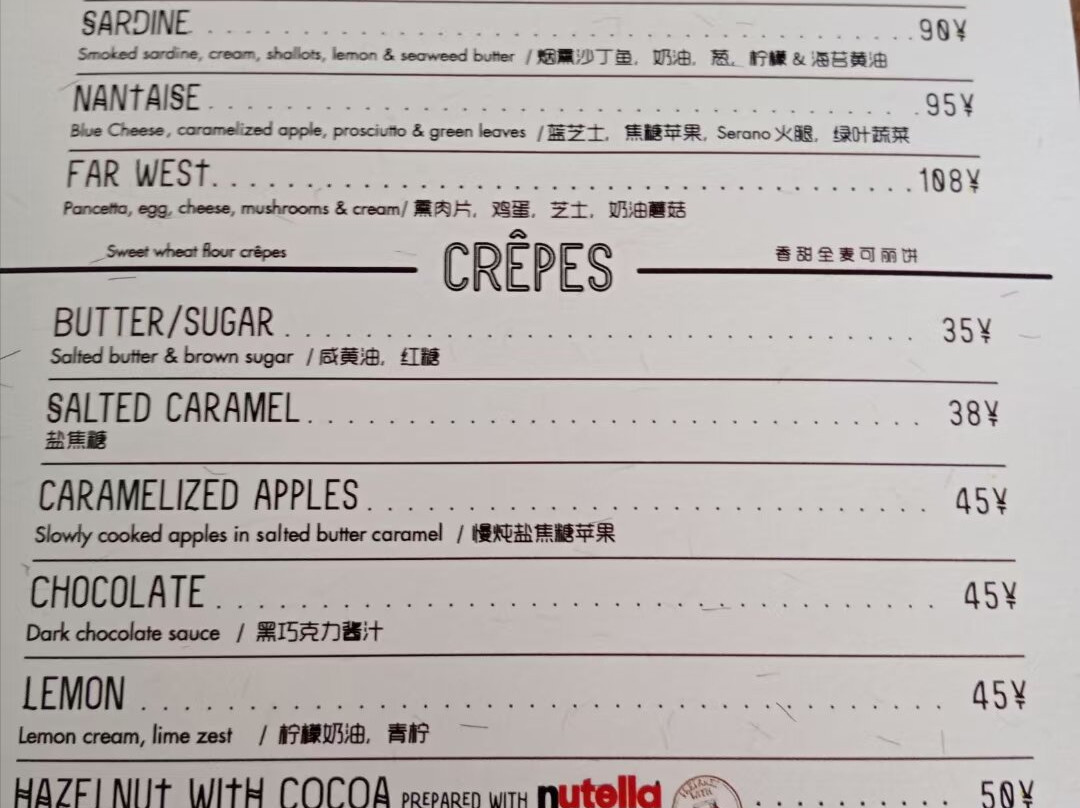 SARDINE 90¥
Smoked sardine, cream, shallots, lemon & seaweed butter / 烟熏沙丁鱼, 奶油, 葱, 柠檬 & 海苔黄油
NANTAISE 95¥
Blue Cheese, caramelized apple, prosciutto & green leaves / 蓝芝士, 焦糖苹果, Serano 火腿, 绿叶蔬菜
FAR WEST 108¥
Pancetta, egg, cheese, mushrooms & cream/ 熏肉片, 鸡蛋, 芝士, 奶油蘑菇
Sweet wheat flour crêpes CRÊPES 香甜全麦可丽饼
BUTTER/SUGAR 35¥
Salted butter & brown sugar / 咸黄油, 红糖
SALTED CARAMEL 38¥
盐焦糖
CARAMELIZED APPLES 45¥
Slowly cooked apples in salted butter caramel / 慢炖盐焦糖苹果
CHOCOLATE 45¥
Dark chocolate sauce / 黑巧克力酱汁
LEMON 45¥
Lemon cream, lime zest / 柠檬奶油, 青柠
HAZELNUT WITH COCOA PREPARED WITH nutella 50¥